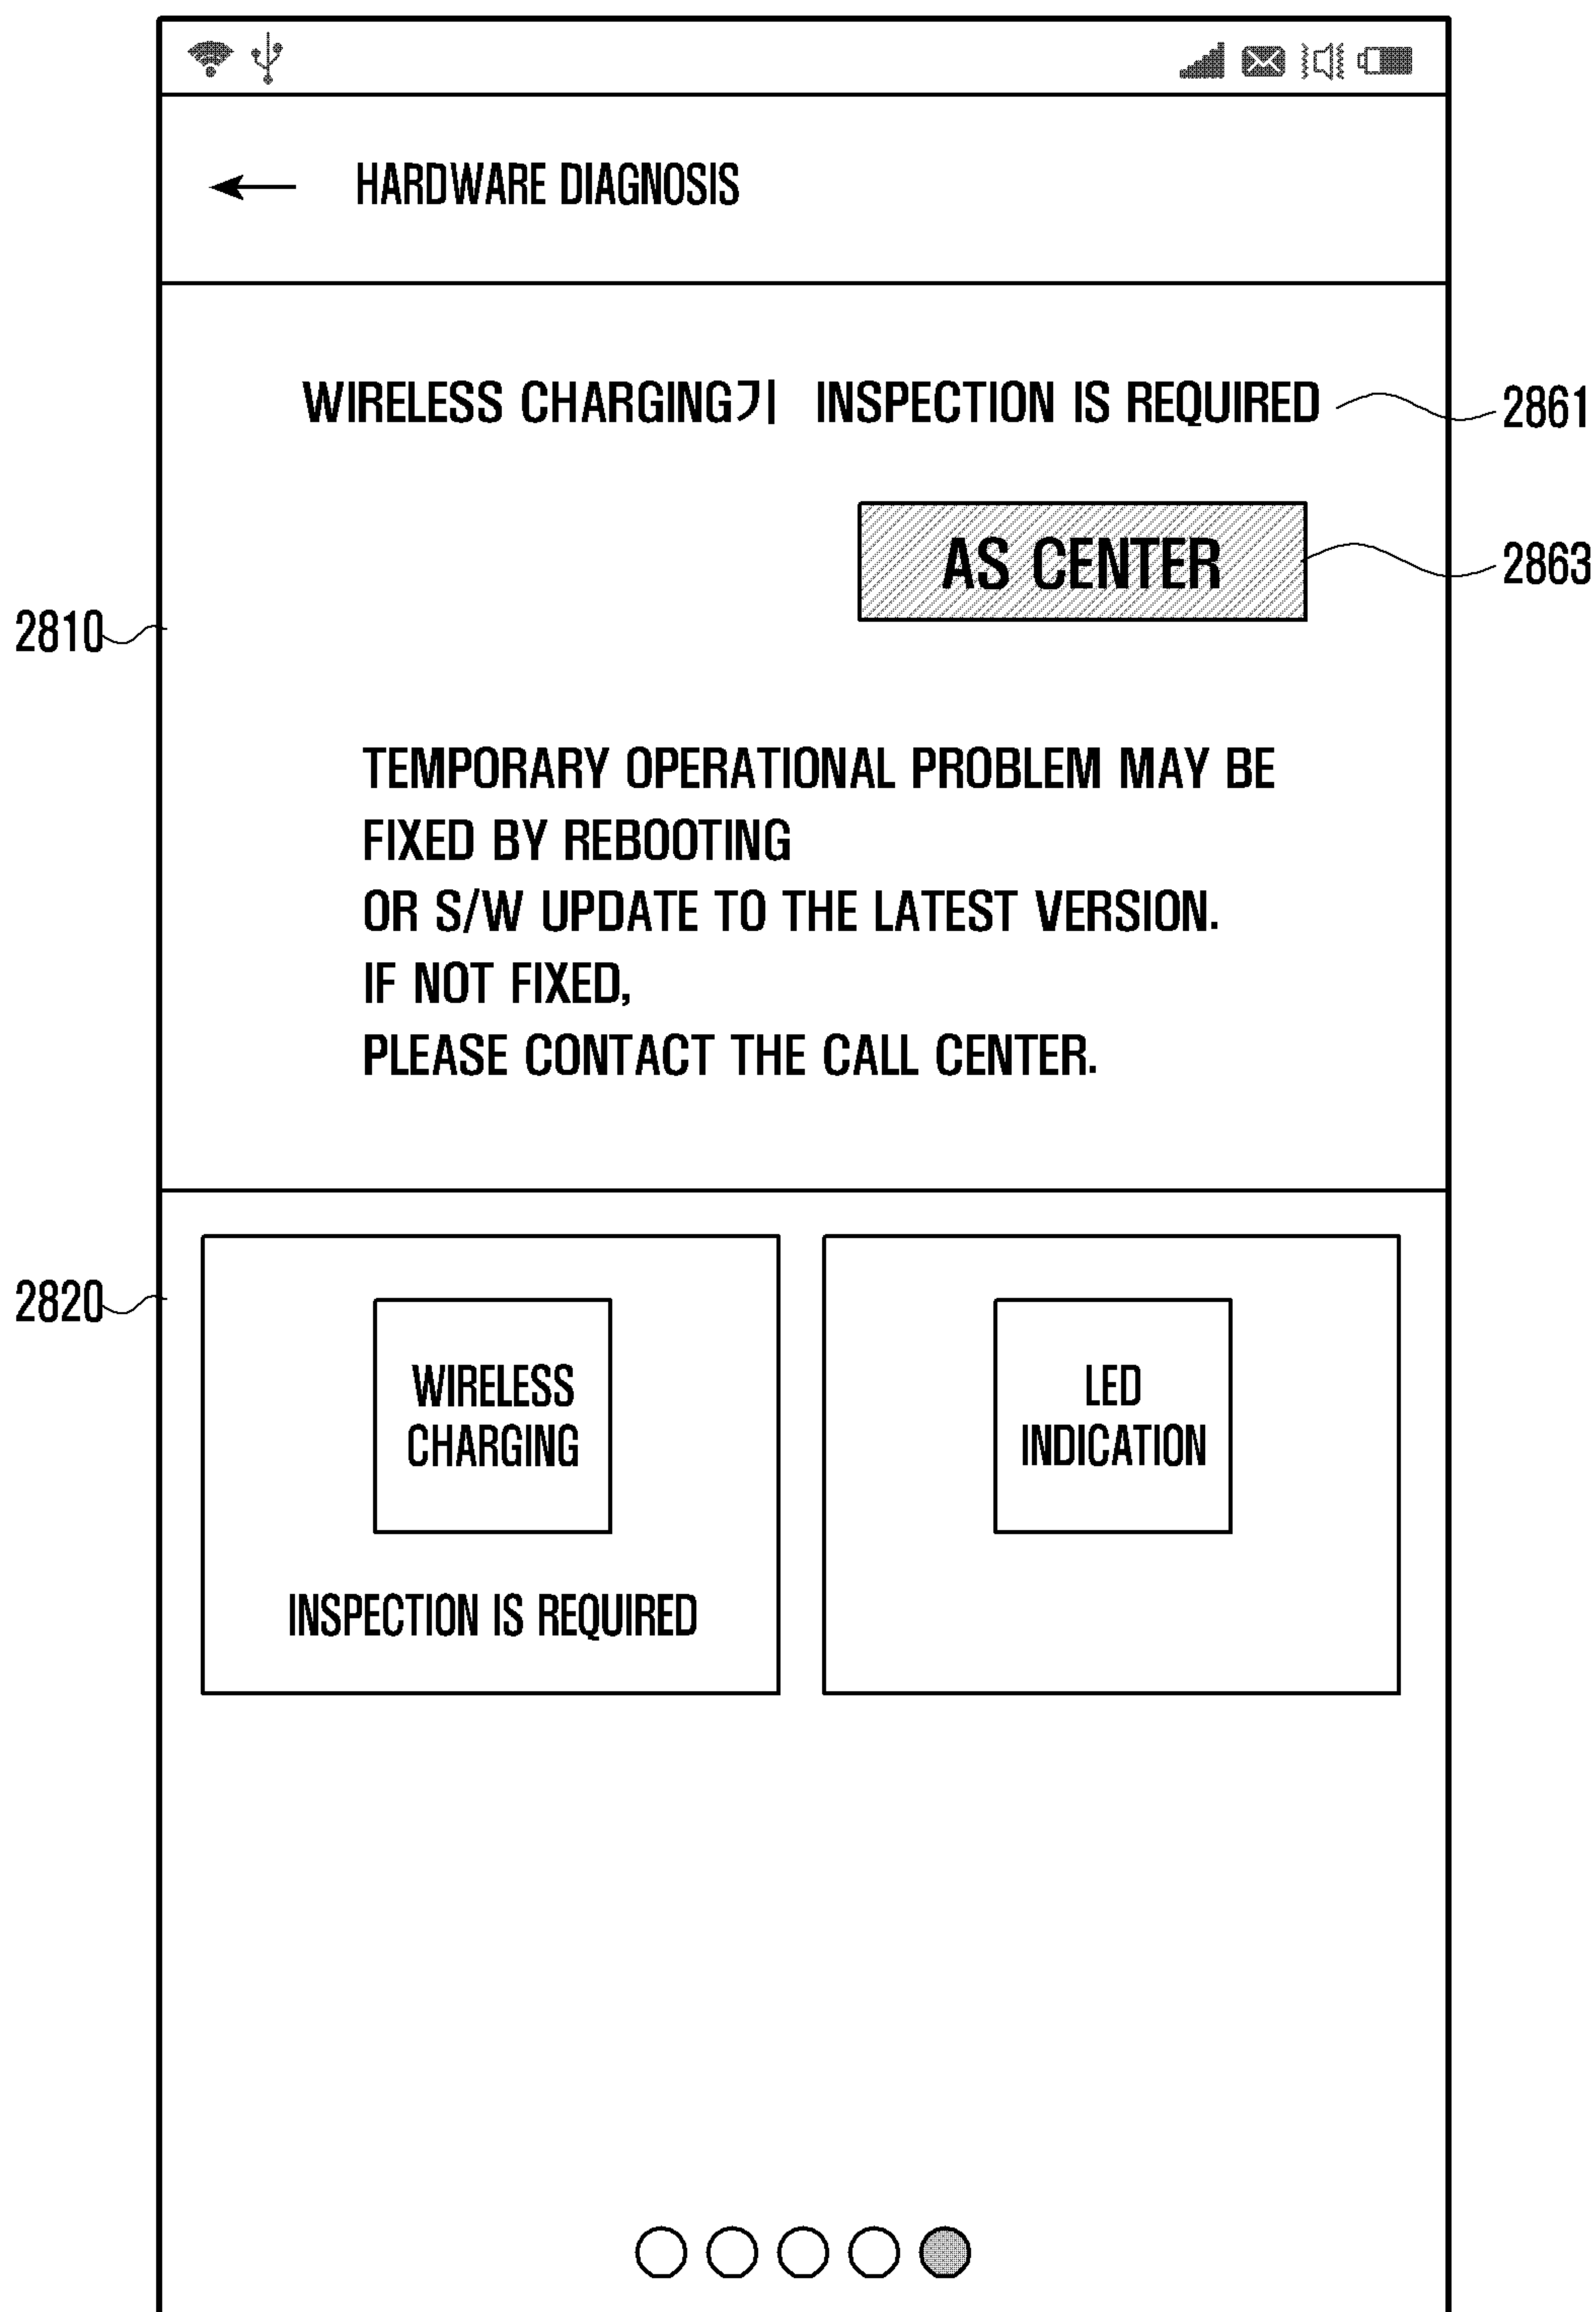 HARDWARE DIAGNOSIS
WIRELESS CHARGING기 INSPECTION IS REQUIRED
2861
AS CENTER
2863
2810
TEMPORARY OPERATIONAL PROBLEM MAY BE
FIXED BY REBOOTING
OR S/W UPDATE TO THE LATEST VERSION.
IF NOT FIXED,
PLEASE CONTACT THE CALL CENTER.
2820
WIRELESS
CHARGING
INSPECTION IS REQUIRED
LED
INDICATION